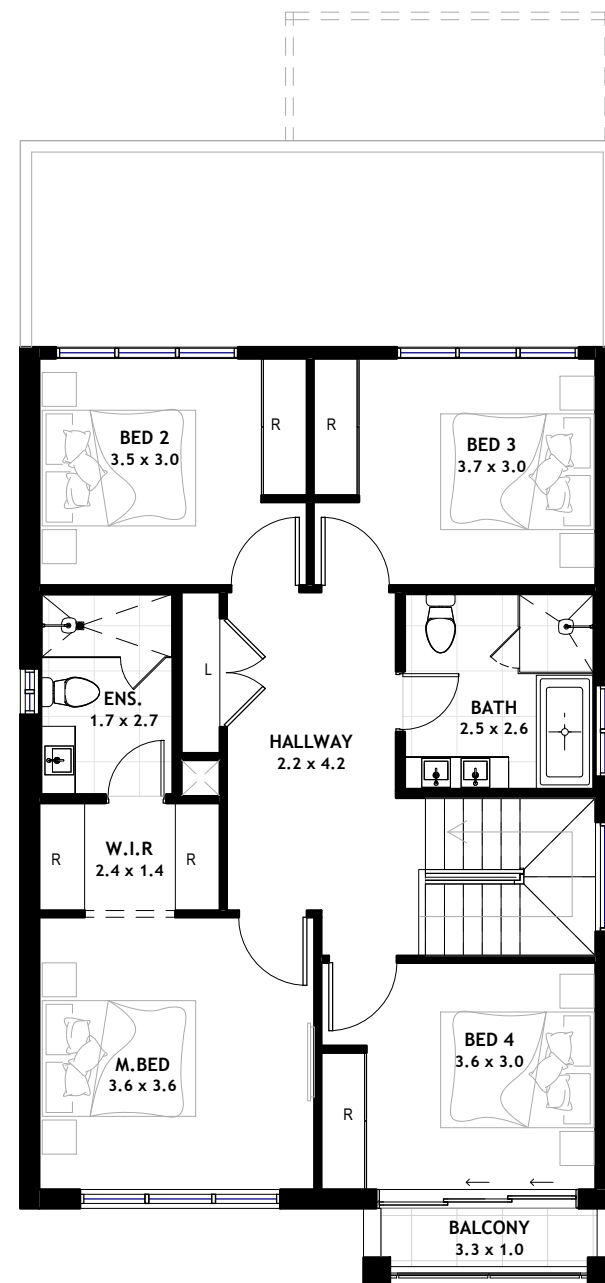 BED 2
3.5 x 3.0
R
R
BED 3
3.7 x 3.0
ENS.
1.7 x 2.7
L
HALLWAY
2.2 x 4.2
BATH
2.5 x 2.6
R
W.I.R
2.4 x 1.4
R
M.BED
3.6 x 3.6
BED 4
3.6 x 3.0
R
BALCONY
3.3 x 1.0